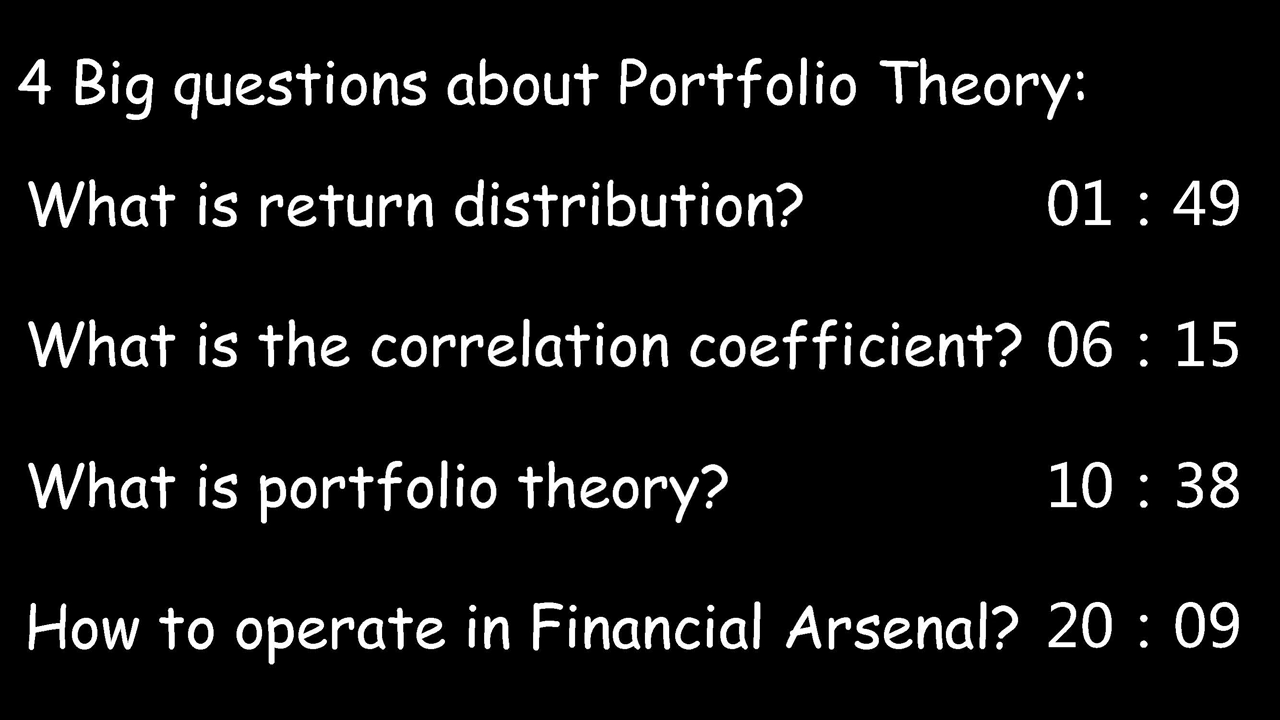 4 Big questions about Portfolio Theory:
What is return distribution? 01 : 49
What is the correlation coefficient? 06 : 15
What is portfolio theory? 10 : 38
How to operate in Financial Arsenal? 20 : 09